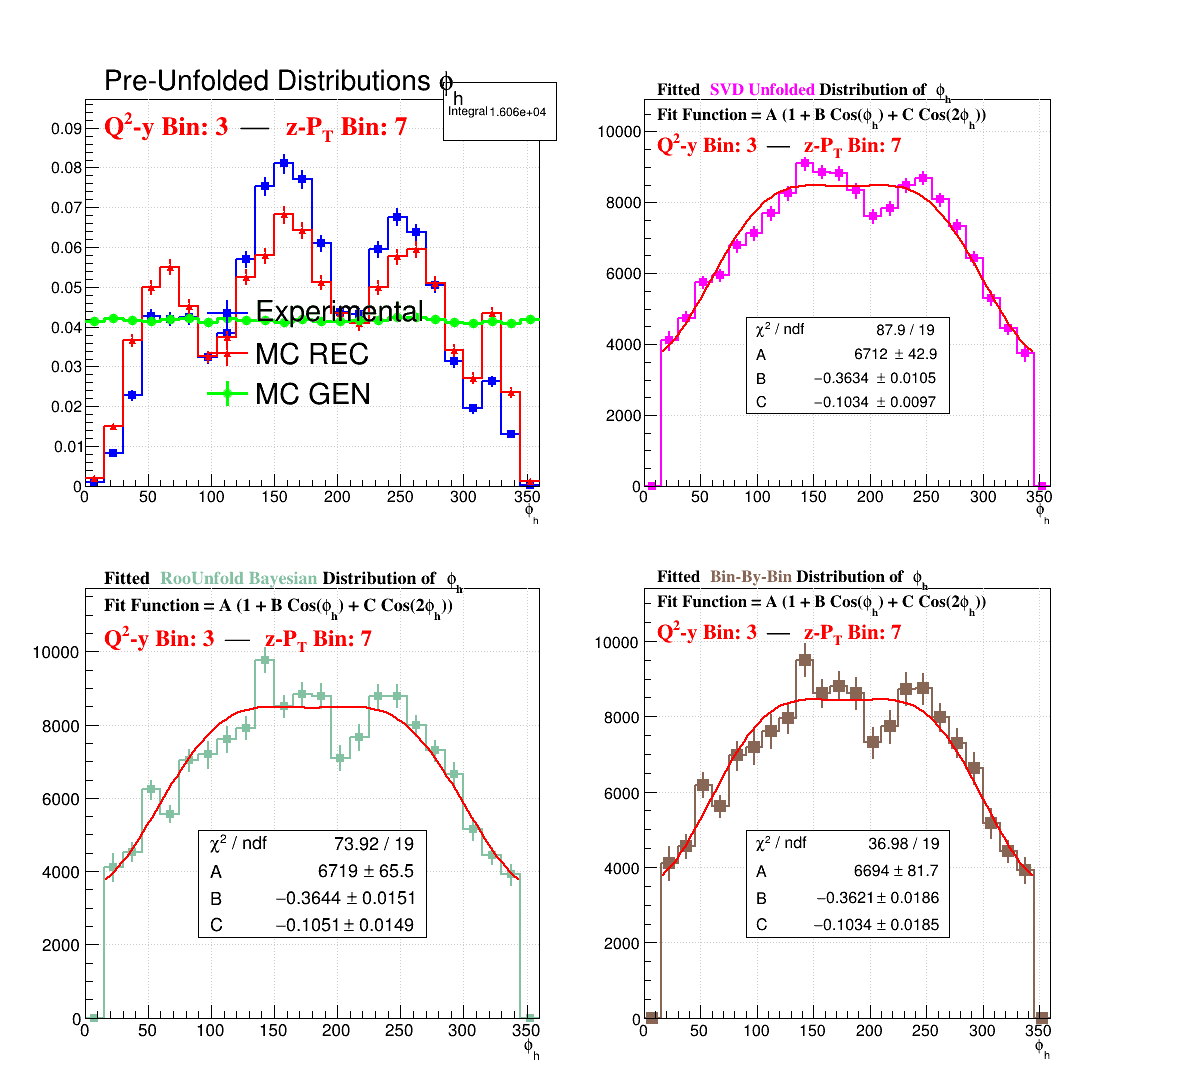 Pre-Unfolded Distributions ϕh
Integral 1.606e+04
Q2-y Bin: 3 — z-PT Bin: 7
0.09
0.08
0.07
0.06
0.05
0.04
0.03
0.02
0.01
0
Experimental
MC REC
MC GEN
0 50 100 150 200 250 300 350
ϕh
Fitted SVD Unfolded Distribution of ϕh
Fit Function = A (1 + B Cos(ϕh) + C Cos(2ϕh))
Q2-y Bin: 3 — z-PT Bin: 7
10000
8000
6000
4000
2000
0
χ2 / ndf 87.9 / 19
A 6712 ± 42.9
B −0.3634 ± 0.0105
C −0.1034 ± 0.0097
0 50 100 150 200 250 300 350
ϕh
Fitted RooUnfold Bayesian Distribution of ϕh
Fit Function = A (1 + B Cos(ϕh) + C Cos(2ϕh))
Q2-y Bin: 3 — z-PT Bin: 7
10000
8000
6000
4000
2000
0
χ2 / ndf 73.92 / 19
A 6719 ± 65.5
B −0.3644 ± 0.0151
C −0.1051 ± 0.0149
0 50 100 150 200 250 300 350
ϕh
Fitted Bin-By-Bin Distribution of ϕh
Fit Function = A (1 + B Cos(ϕh) + C Cos(2ϕh))
Q2-y Bin: 3 — z-PT Bin: 7
10000
8000
6000
4000
2000
0
χ2 / ndf 36.98 / 19
A 6694 ± 81.7
B −0.3621 ± 0.0186
C −0.1034 ± 0.0185
0 50 100 150 200 250 300 350
ϕh